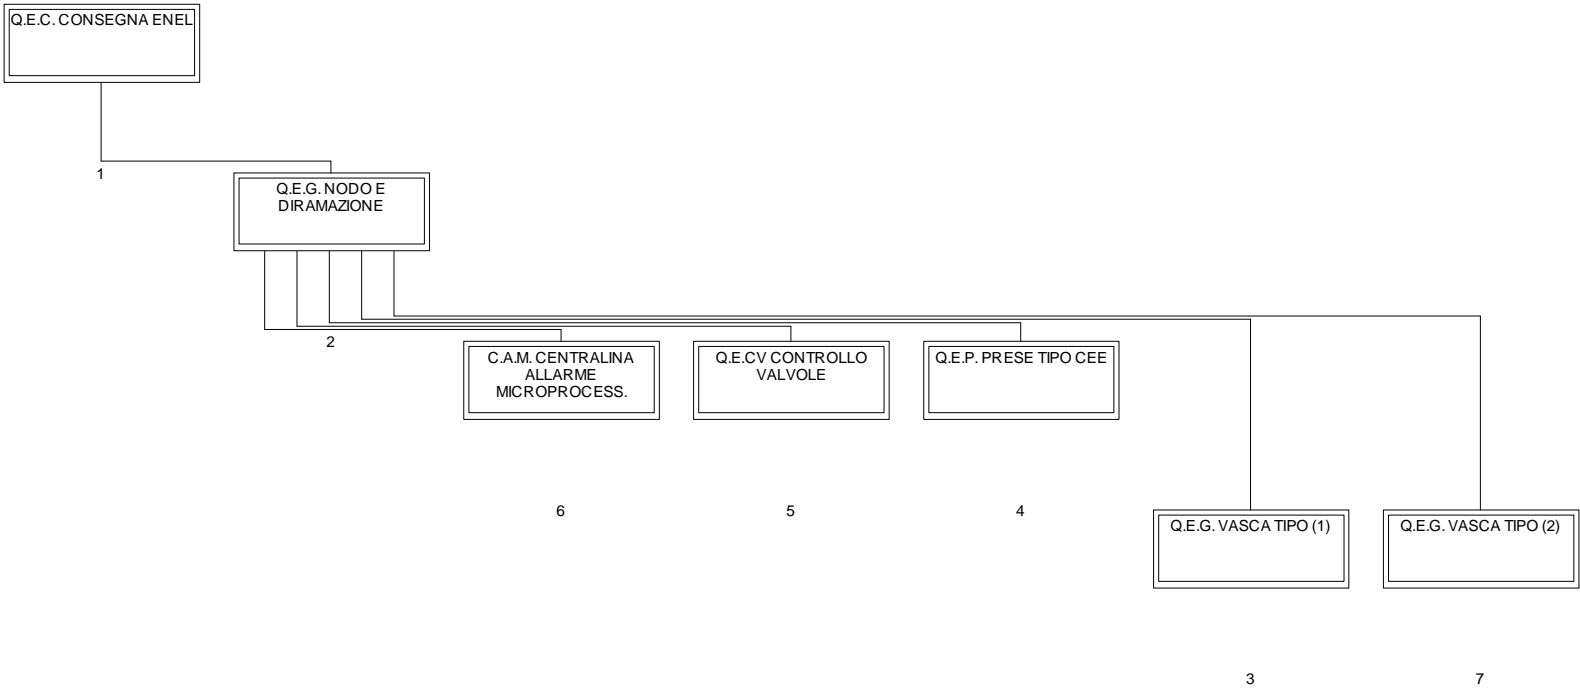 Q.E.C. CONSEGNA ENEL
1
Q.E.G. NODO E
DIRAMAZIONE
2
C.A.M. CENTRALINA
ALLARME
MICROPROCESS.
Q.E.CV CONTROLLO
VALVOLE
Q.E.P. PRESE TIPO CEE
6
5
4
Q.E.G. VASCA TIPO (1)
Q.E.G. VASCA TIPO (2)
3
7